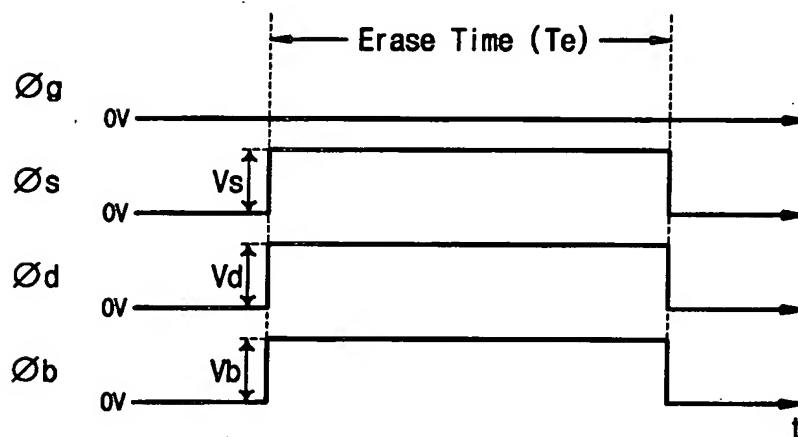 Erase Time (Te)
Øg
0V
Øs
Vs
0V
Ød
Vd
0V
Øb
Vb
0V
t